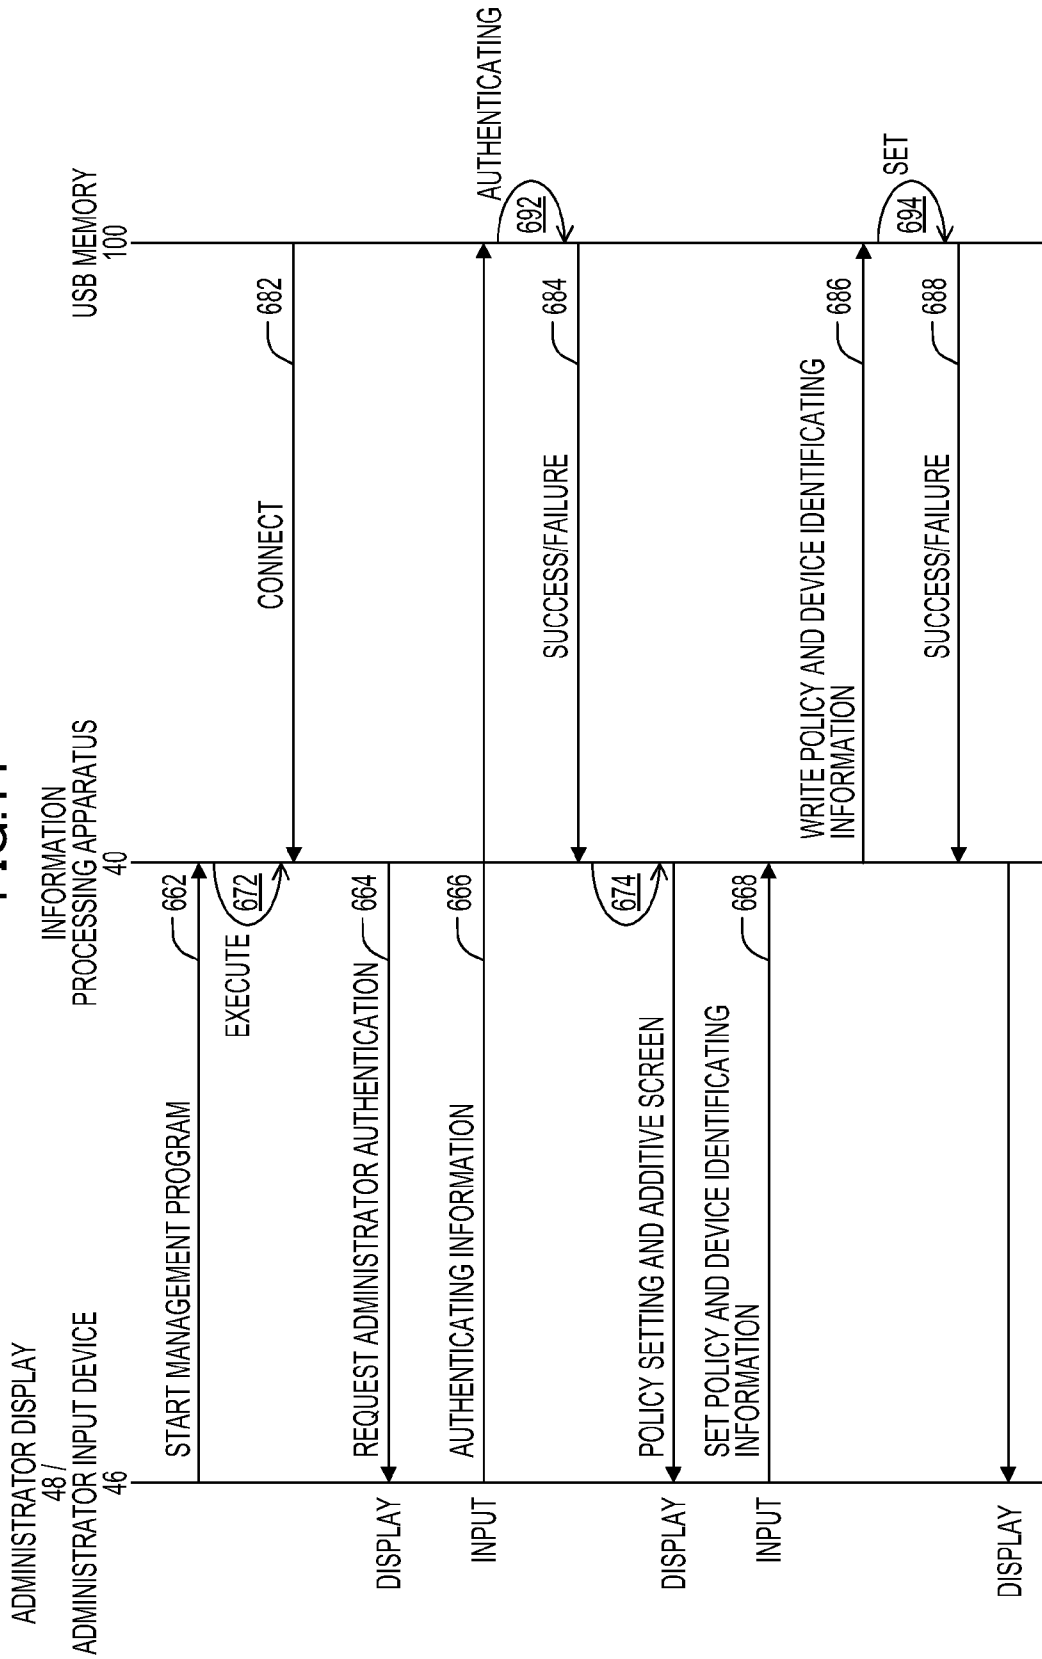 ADMINISTRATOR DISPLAY
48 /
ADMINISTRATOR INPUT DEVICE
46
INFORMATION
PROCESSING APPARATUS
40
USB MEMORY
100
START MANAGEMENT PROGRAM
662
EXECUTE
672
CONNECT
682
DISPLAY
REQUEST ADMINISTRATOR AUTHENTICATION
664
INPUT
AUTHENTICATING INFORMATION
666
AUTHENTICATING
692
SUCCESS/FAILURE
684
674
DISPLAY
POLICY SETTING AND ADDITIVE SCREEN
INPUT
SET POLICY AND DEVICE IDENTIFICATING
INFORMATION
668
WRITE POLICY AND DEVICE IDENTIFICATING
INFORMATION
686
SET
694
SUCCESS/FAILURE
688
DISPLAY